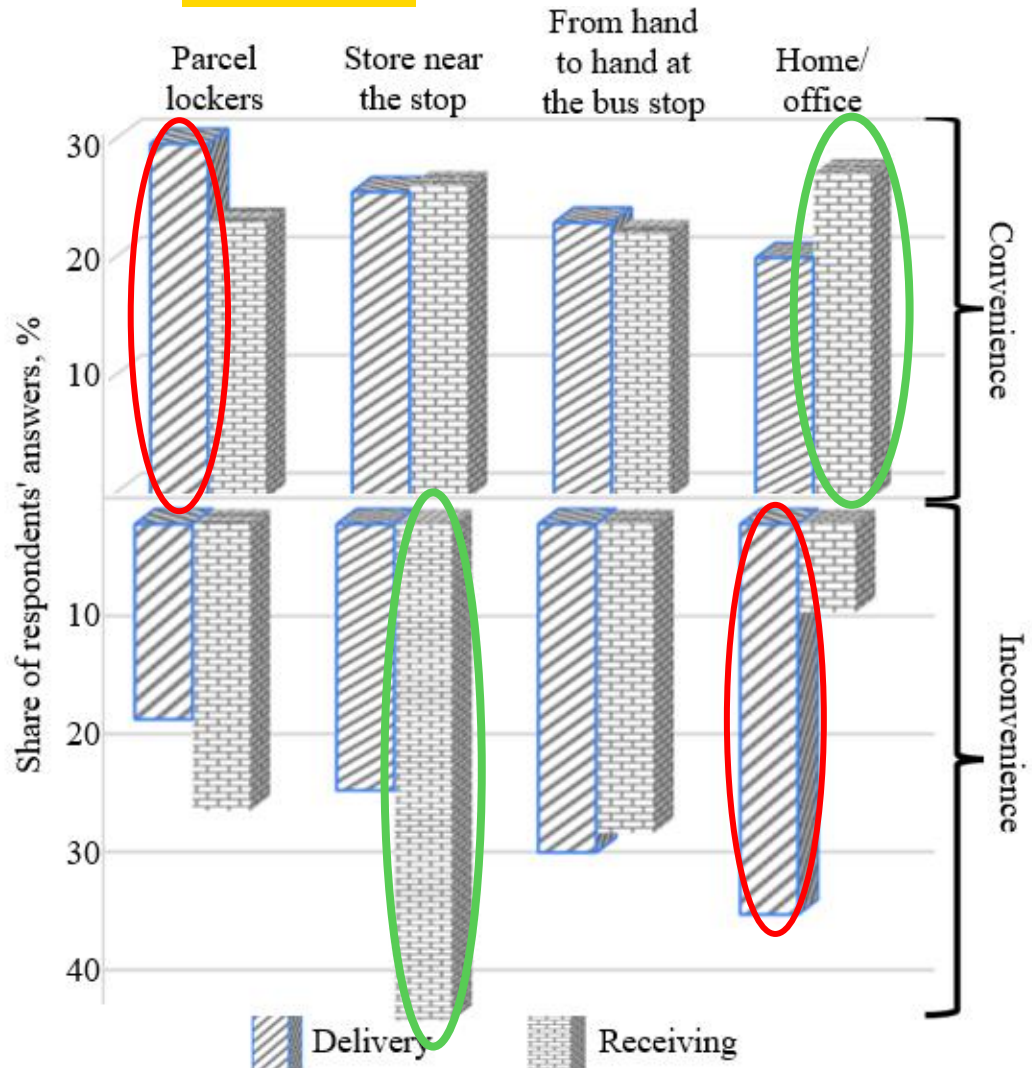 Parcel
lockers
Store near
the stop
From hand
to hand at
the bus stop
Home/
office
Share of respondents' answers, %
30
20
10
10
20
30
40
Convenience
Inconvenience
Delivery
Receiving